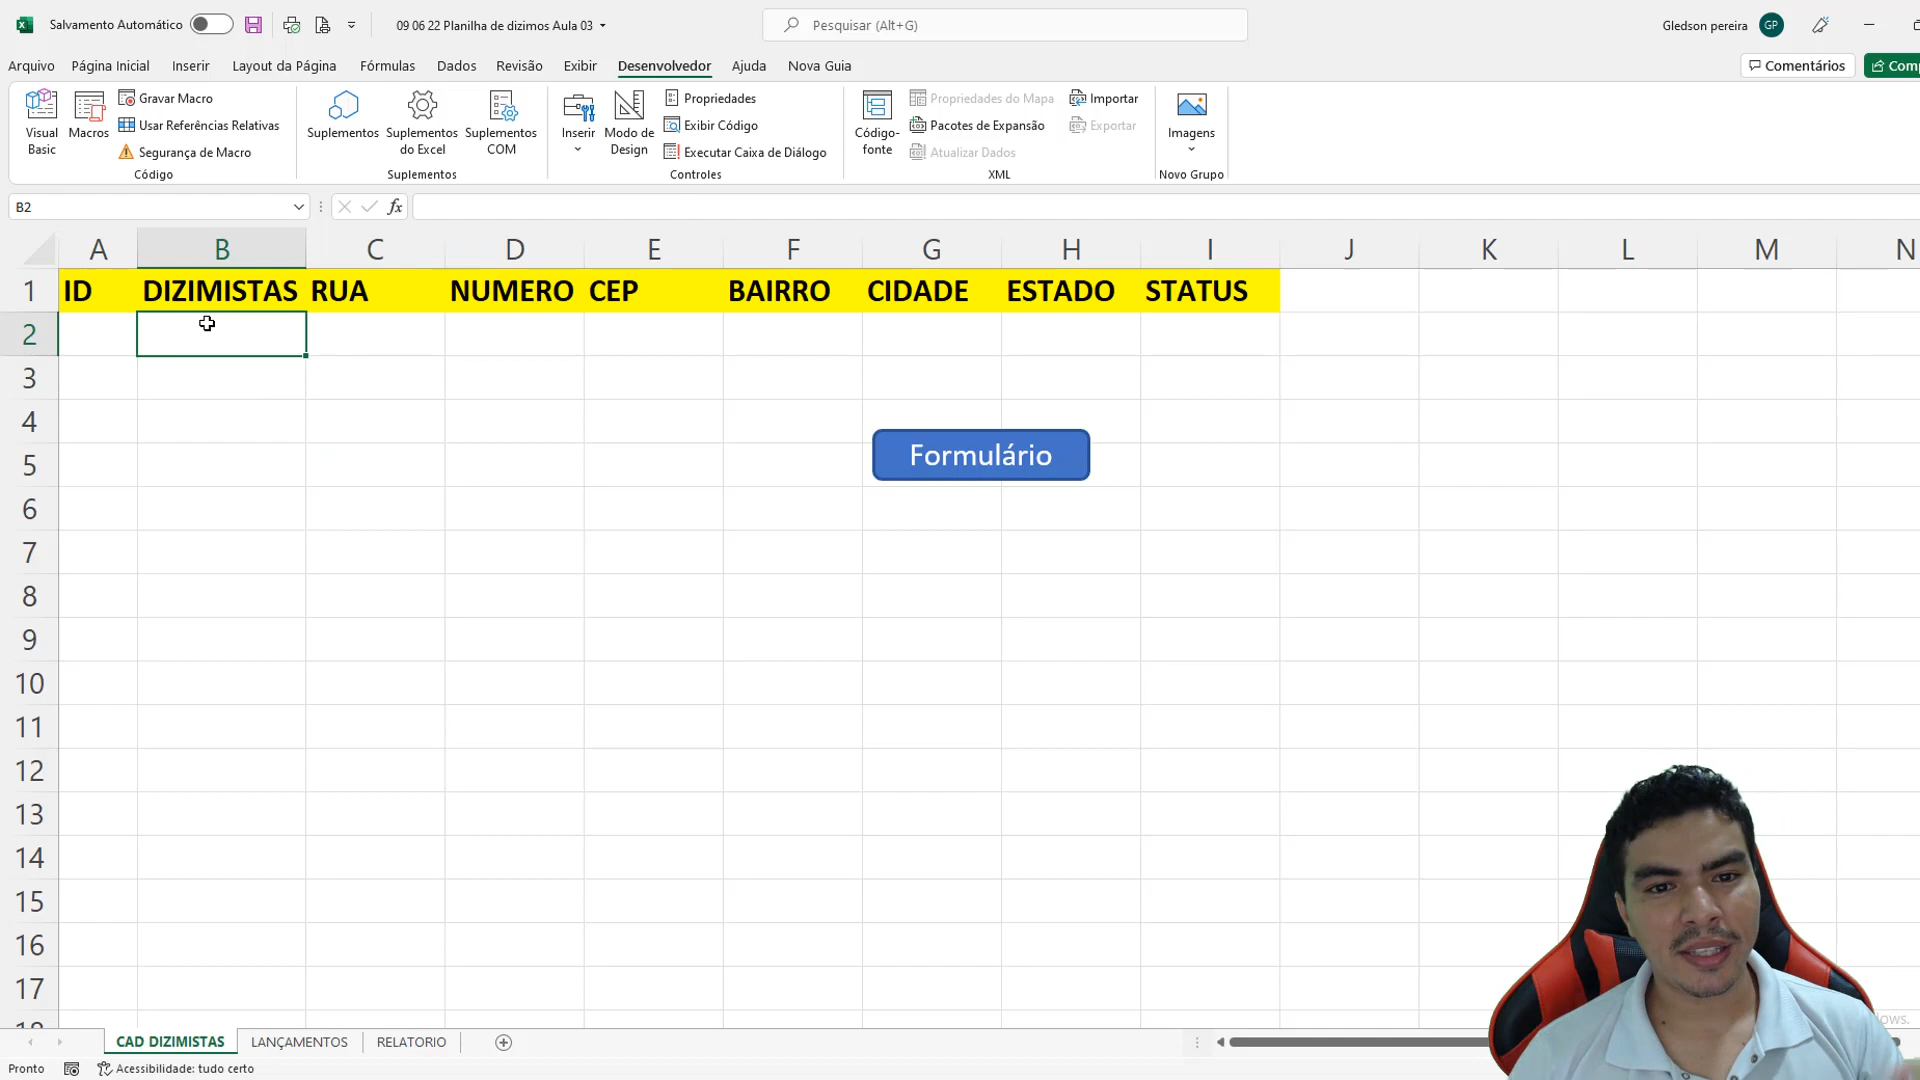 Salvamento Automático
09 06 22 Planilha de dizimos Aula 03
Pesquisar (Alt+G)
Gledson pereira
GP
Arquivo
Página Inicial
Inserir
Layout da Página
Fórmulas
Dados
Revisão
Exibir
Desenvolvedor
Ajuda
Nova Guia
Comentários
Comp
Visual
Basic
Macros
Gravar Macro
Usar Referências Relativas
Segurança de Macro
Código
Suplementos
Suplementos
do Excel
Suplementos
COM
Suplementos
Inserir
Modo de
Design
Propriedades
Exibir Código
Executar Caixa de Diálogo
Controles
Código-
fonte
Propriedades do Mapa
Pacotes de Expansão
Atualizar Dados
Importar
Exportar
XML
Imagens
Novo Grupo
B2
fx
A B C D E F G H I J K L M N
1 ID DIZIMISTAS RUA NUMERO CEP BAIRRO CIDADE ESTADO STATUS
2
3
4
5
Formulário
6
7
8
9
10
11
12
13
14
15
16
17
18
CAD DIZIMISTAS
LANÇAMENTOS
RELATORIO
Pronto
Acessibilidade: tudo certo